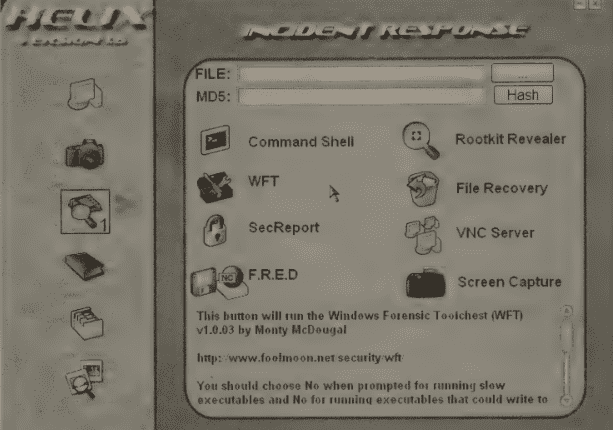 HELIX
INCIDENT RESPONSE
FILE:
...
MD5:
Hash
Command Shell
Rootkit Revealer
WFT
File Recovery
SecReport
VNC Server
F.R.E.D
Screen Capture
1
This button will run the Windows Forensic Toolchest (WFT)
v1.0.03 by Monty McDougal
http: www.foolmoon.net security wft
You should choose No when prompted for running slow
executables and No for running executables that could write to